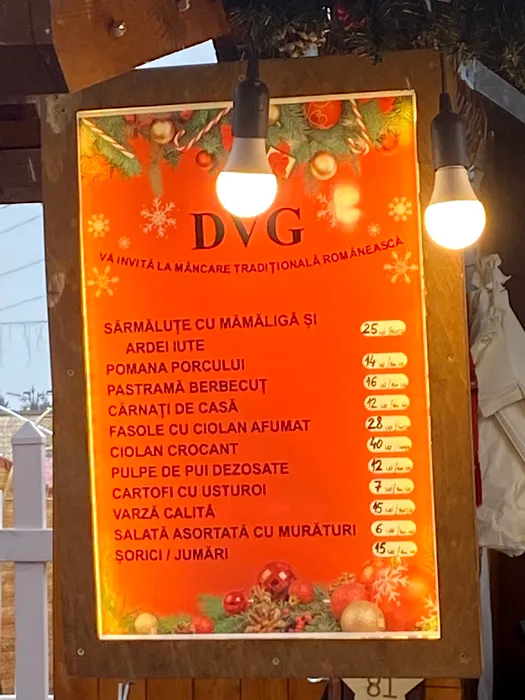 DVG
VĂ INVITĂ LA MÂNCARE TRADIȚIONALĂ ROMÂNEASCĂ
SĂRMĂLUȚE CU MĂMĂLIGĂ ȘI 25
ARDEI IUTE
POMANA PORCULUI 14
PASTRAMĂ BERBECUȚ 16
CÂRNAȚI DE CASĂ 12
FASOLE CU CIOLAN AFUMAT 28
CIOLAN CROCANT 40
PULPE DE PUI DEZOSATE 12
CARTOFI CU USTUROI 7
VARZĂ CALITĂ 15
SALATĂ ASORTATĂ CU MURĂTURI 6
ȘORICI / JUMĂRI 15
81